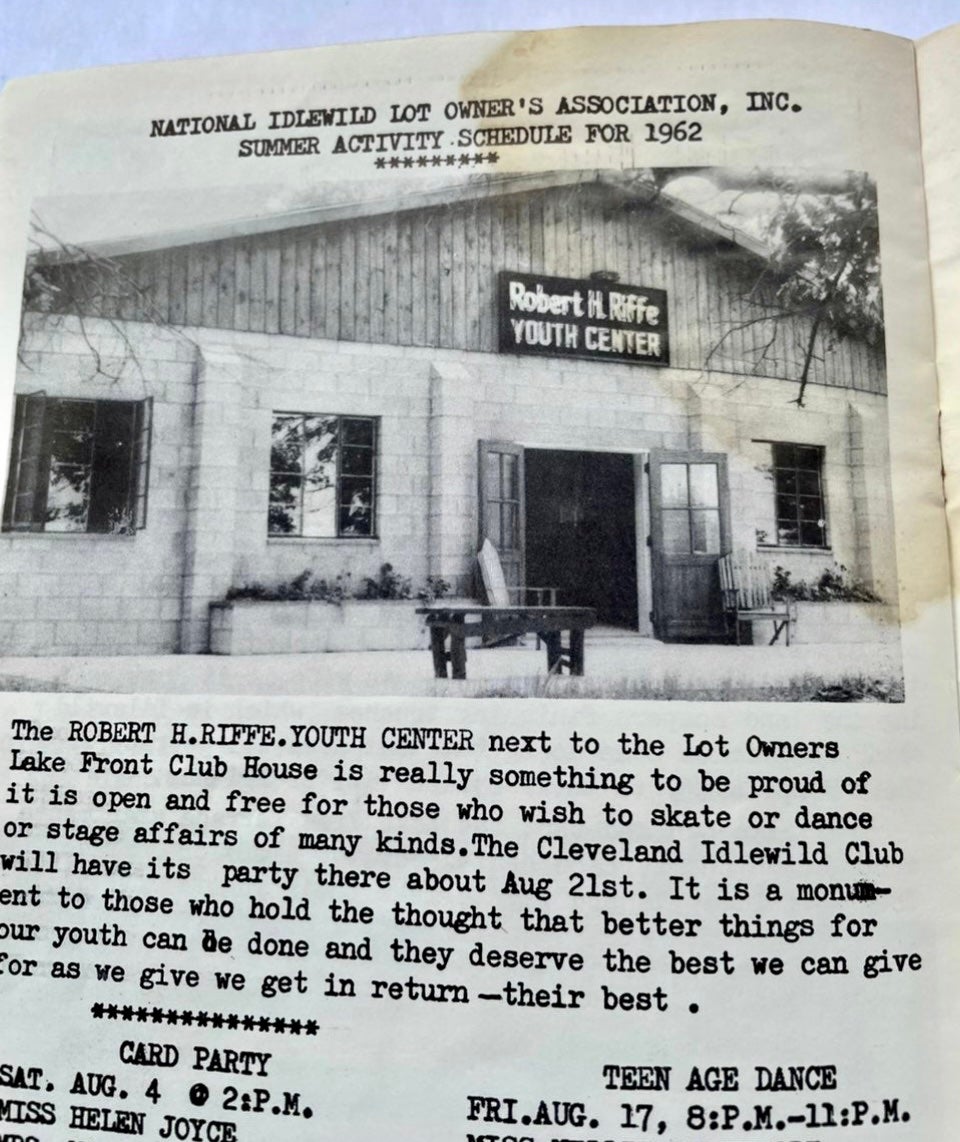 NATIONAL IDLEWILD LOT OWNER'S ASSOCIATION, INC.
SUMMER ACTIVITY SCHEDULE FOR 1962
*********
Robert H. Riffe
YOUTH CENTER
The ROBERT H.RIFFE.YOUTH CENTER next to the Lot Owners
Lake Front Club House is really something to be proud of
it is open and free for those who wish to skate or dance
or stage affairs of many kinds.The Cleveland Idlewild Club
will have its party there about Aug 21st. It is a monum-
ent to those who hold the thought that better things for
our youth can be done and they deserve the best we can give
for as we give we get in return—their best .
***************
CARD PARTY
SAT. AUG. 4 @ 2:P.M.
MISS HELEN JOYCE
TEEN AGE DANCE
FRI.AUG. 17, 8:P.M.-11:P.M.